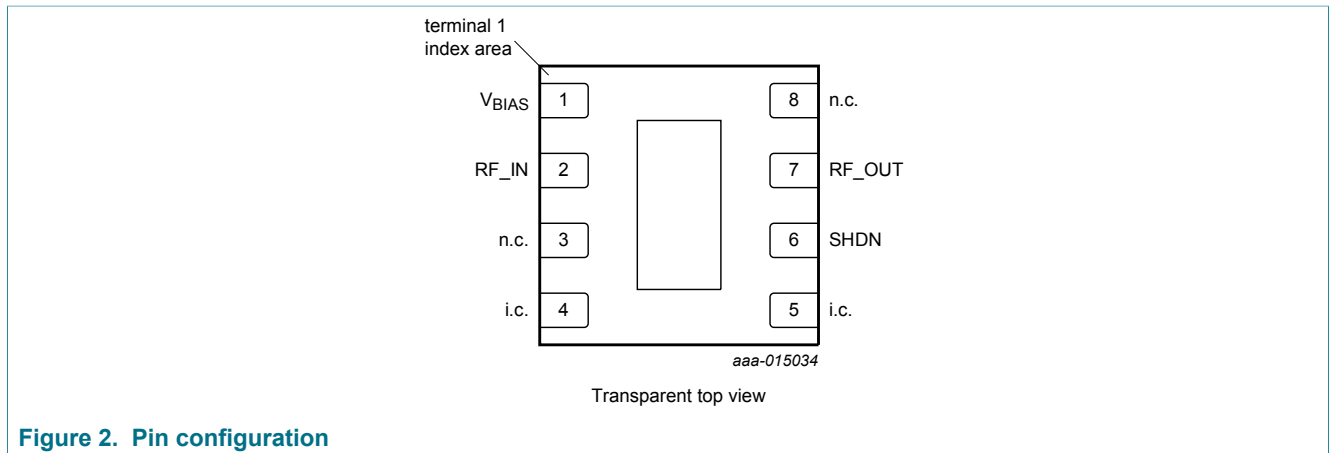 terminal 1
index area
VBIAS 1 8 n.c.
RF_IN 2 7 RF_OUT
n.c. 3 6 SHDN
i.c. 4 5 i.c.
aaa-015034
Transparent top view
Figure 2. Pin configuration